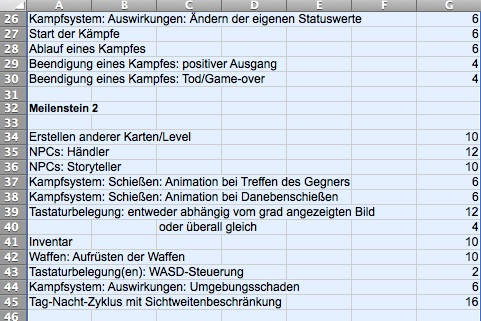 A B C D E F G
26 Kampfsystem: Auswirkungen: Ändern der eigenen Statuswerte 6
27 Start der Kämpfe 6
28 Ablauf eines Kampfes 6
29 Beendigung eines Kampfes: positiver Ausgang 4
30 Beendigung eines Kampfes: Tod/Game-over 4
31
32 Meilenstein 2
33
34 Erstellen anderer Karten/Level 10
35 NPCs: Händler 12
36 NPCs: Storyteller 10
37 Kampfsystem: Schießen: Animation bei Treffen des Gegners 6
38 Kampfsystem: Schießen: Animation bei Danebenschießen 6
39 Tastaturbelegung: entweder abhängig vom grad angezeigten Bild 12
40 oder überall gleich 4
41 Inventar 10
42 Waffen: Aufrüsten der Waffen 10
43 Tastaturbelegung(en): WASD-Steuerung 2
44 Kampfsystem: Auswirkungen: Umgebungsschaden 6
45 Tag-Nacht-Zyklus mit Sichtweitenbeschränkung 16
46